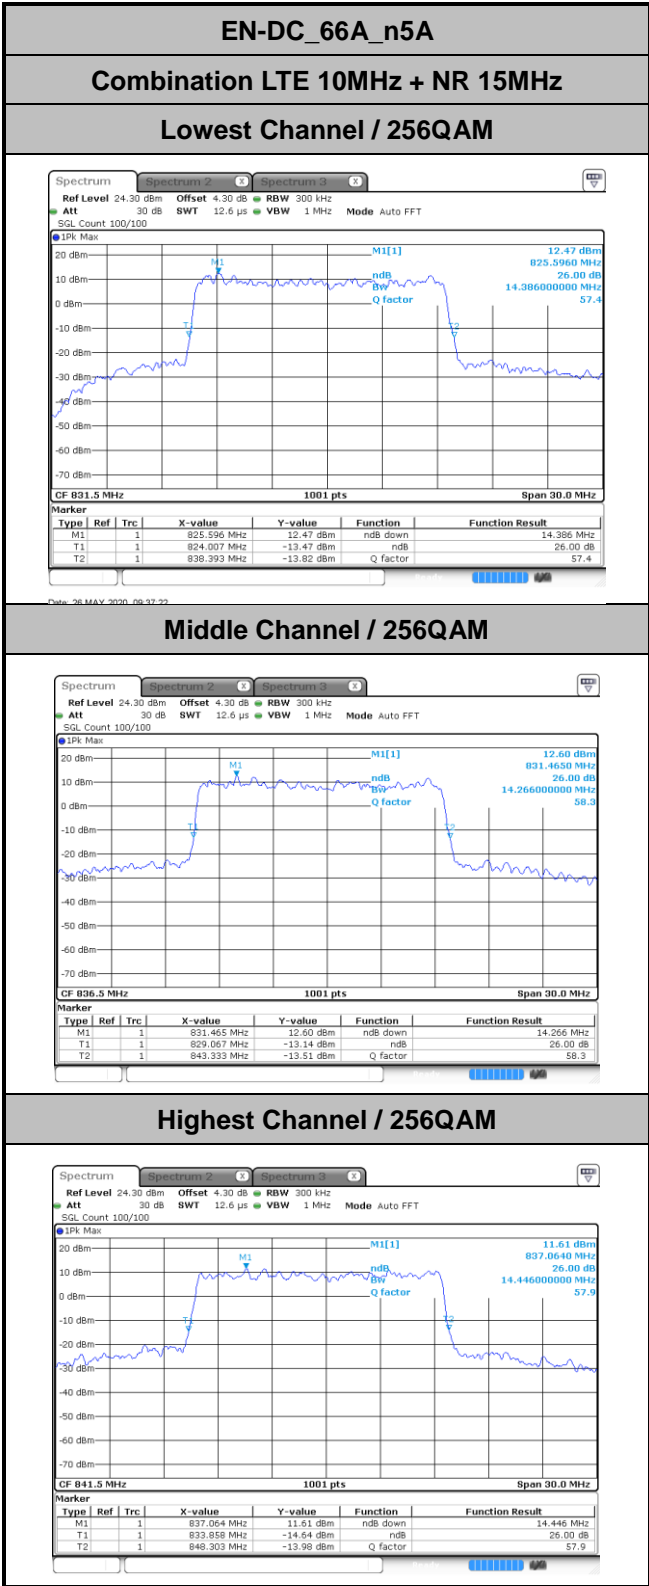 EN-DC_66A_n5A
Combination LTE 10MHz + NR 15MHz
Lowest Channel / 256QAM
Spectrum Spectrum 2 X Spectrum 3 X
Ref Level 24.30 dBm Offset 4.30 dB RBW 300 kHz
Att 30 dB SWT 12.6 µs VBW 1 MHz Mode Auto FFT
SGL Count 100/100
1Pk Max
M1[1] 12.47 dBm
825.5960 MHz
ndB 26.00 dB
Bw 14.386000000 MHz
Q factor 57.4
20 dBm
10 dBm
0 dBm
-10 dBm
-20 dBm
-30 dBm
-40 dBm
-50 dBm
-60 dBm
-70 dBm
M1
T1
T2
CF 831.5 MHz 1001 pts Span 30.0 MHz
Marker
Type Ref Trc X-value Y-value Function Function Result
M1 1 825.596 MHz 12.47 dBm ndB down 14.386 MHz
T1 1 824.007 MHz -13.47 dBm ndB 26.00 dB
T2 1 838.393 MHz -13.82 dBm Q factor 57.4
Date: 26 MAY 2020 09:37:22
Middle Channel / 256QAM
Spectrum Spectrum 2 X Spectrum 3 X
Ref Level 24.30 dBm Offset 4.30 dB RBW 300 kHz
Att 30 dB SWT 12.6 µs VBW 1 MHz Mode Auto FFT
SGL Count 100/100
1Pk Max
M1[1] 12.60 dBm
831.4650 MHz
ndB 26.00 dB
Bw 14.266000000 MHz
Q factor 58.3
20 dBm
10 dBm
0 dBm
-10 dBm
-20 dBm
-30 dBm
-40 dBm
-50 dBm
-60 dBm
-70 dBm
M1
T1
T2
CF 836.5 MHz 1001 pts Span 30.0 MHz
Marker
Type Ref Trc X-value Y-value Function Function Result
M1 1 831.465 MHz 12.60 dBm ndB down 14.266 MHz
T1 1 829.067 MHz -13.14 dBm ndB 26.00 dB
T2 1 843.333 MHz -13.51 dBm Q factor 58.3
Highest Channel / 256QAM
Spectrum Spectrum 2 X Spectrum 3 X
Ref Level 24.30 dBm Offset 4.30 dB RBW 300 kHz
Att 30 dB SWT 12.6 µs VBW 1 MHz Mode Auto FFT
SGL Count 100/100
1Pk Max
M1[1] 11.61 dBm
837.0640 MHz
ndB 26.00 dB
Bw 14.446000000 MHz
Q factor 57.9
20 dBm
10 dBm
0 dBm
-10 dBm
-20 dBm
-30 dBm
-40 dBm
-50 dBm
-60 dBm
-70 dBm
M1
T1
T2
CF 841.5 MHz 1001 pts Span 30.0 MHz
Marker
Type Ref Trc X-value Y-value Function Function Result
M1 1 837.064 MHz 11.61 dBm ndB down 14.446 MHz
T1 1 833.858 MHz -14.64 dBm ndB 26.00 dB
T2 1 848.303 MHz -13.98 dBm Q factor 57.9